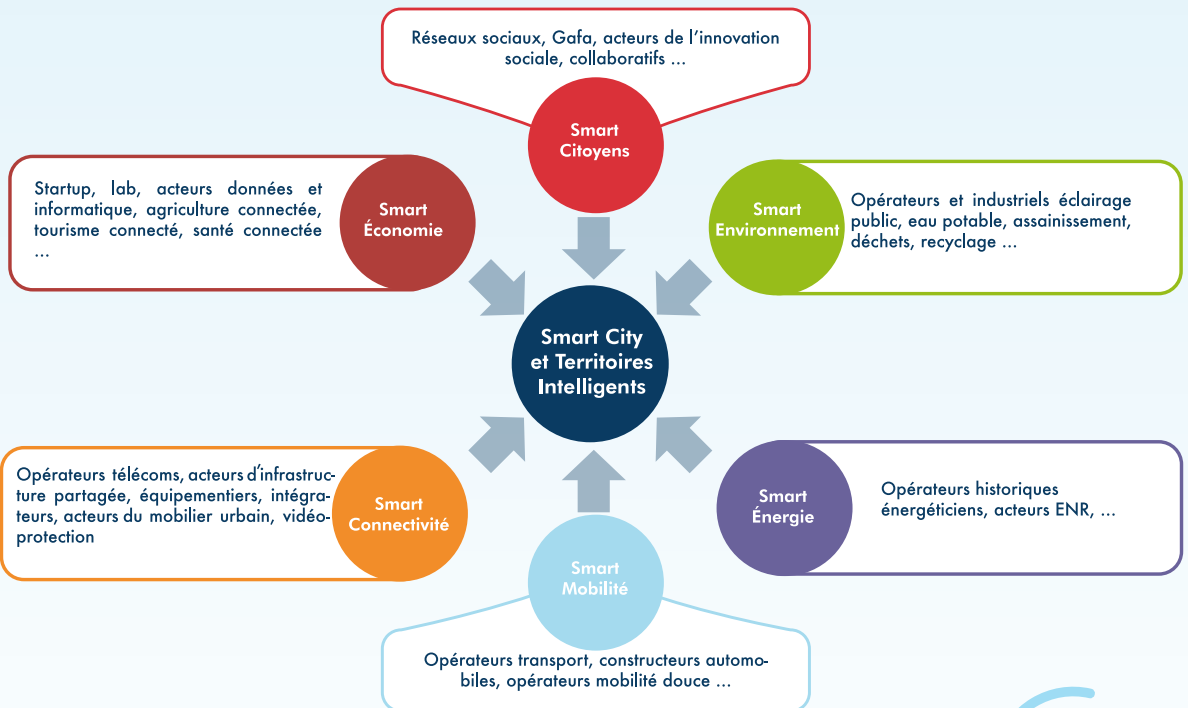 Réseaux sociaux, Gafa, acteurs de l'innovation
sociale, collaboratifs ...
Smart
Citoyens
Startup, lab, acteurs données et
informatique, agriculture connectée,
tourisme connecté, santé connectée
...
Smart
Économie
Smart
Environnement
Opérateurs et industriels éclairage
public, eau potable, assainissement,
déchets, recyclage ...
Smart City
et Territoires
Intelligents
Opérateurs télécoms, acteurs d'infrastruc-
ture partagée, équipementiers, intégra-
teurs, acteurs du mobilier urbain, vidéo-
protection
Smart
Connectivité
Smart
Énergie
Opérateurs historiques
énergéticiens, acteurs ENR, ...
Smart
Mobilité
Opérateurs transport, constructeurs automo-
biles, opérateurs mobilité douce ...